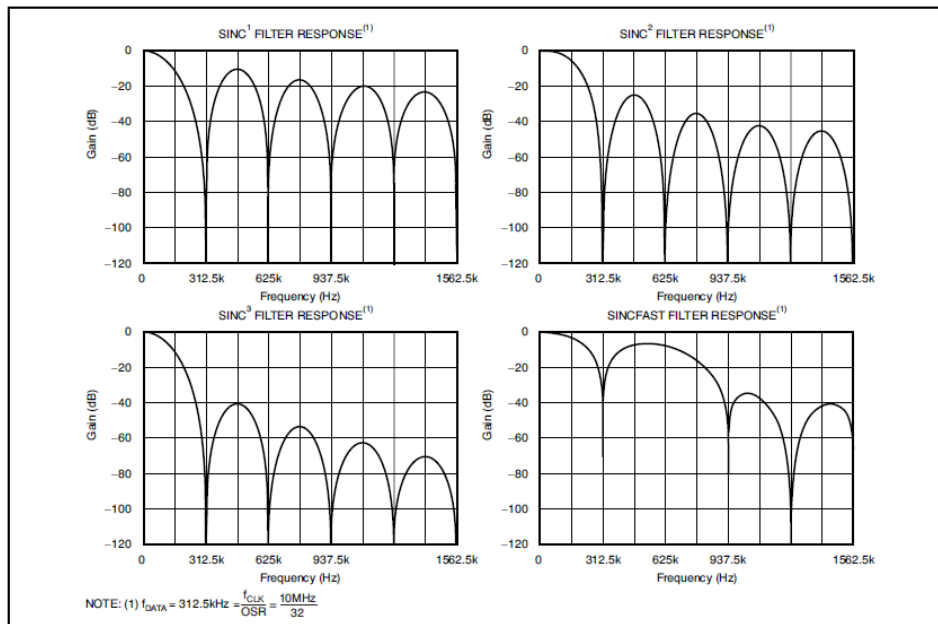 SINC¹ FILTER RESPONSE(1)
Gain (dB)
0
–20
–40
–60
–80
–100
–120
0 312.5k 625k 937.5k 1562.5k
Frequency (Hz)
SINC² FILTER RESPONSE(1)
Gain (dB)
0
–20
–40
–60
–80
–100
–120
0 312.5k 625k 937.5k 1562.5k
Frequency (Hz)
SINC³ FILTER RESPONSE(1)
Gain (dB)
0
–20
–40
–60
–80
–100
–120
0 312.5k 625k 937.5k 1562.5k
Frequency (Hz)
SINCFAST FILTER RESPONSE(1)
Gain (dB)
0
–20
–40
–60
–80
–100
–120
0 312.5k 625k 937.5k 1562.5k
Frequency (Hz)
NOTE: (1) fDATA = 312.5kHz = fCLK/OSR = 10MHz/32